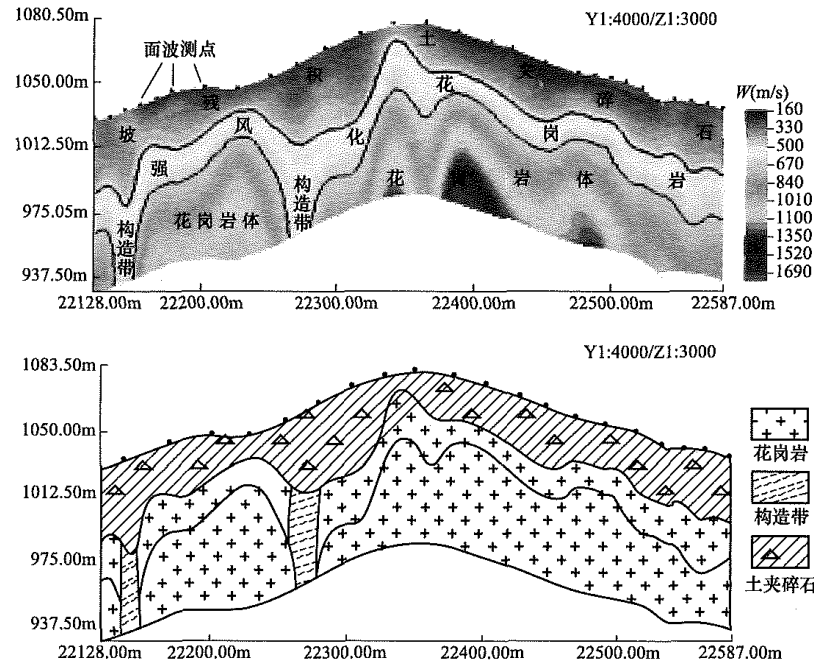 1080.50m
Y1:4000/Z1:3000
面波测点
土
积
夹
1050.00m
花
W(m/s)
残
碎
160
坡
风
化
330
1012.50m
岗
石
500
强
670
构造带
花
岩
体
岩
840
975.05m
1010
构造带
花岗岩体
1100
1350
1520
937.50m
1690
22128.00m
22200.00m
22300.00m
22400.00m
22500.00m
22587.00m
1083.50m
Y1:4000/Z1:3000
1050.00m
花岗岩
1012.50m
构造带
975.00m
土夹碎石
937.50m
22128.00m
22200.00m
22300.00m
22400.00m
22500.00m
22587.00m